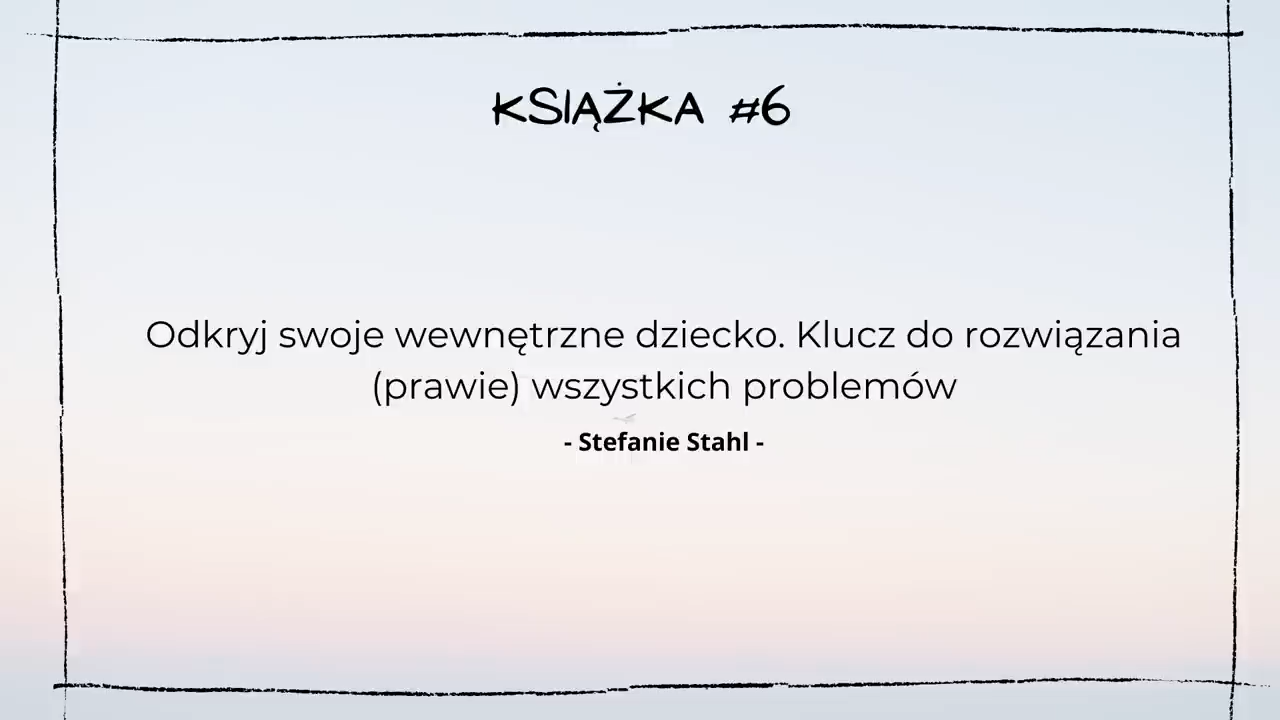 KSIĄŻKA #6
Odkryj swoje wewnętrzne dziecko. Klucz do rozwiązania
(prawie) wszystkich problemów
- Stefanie Stahl -